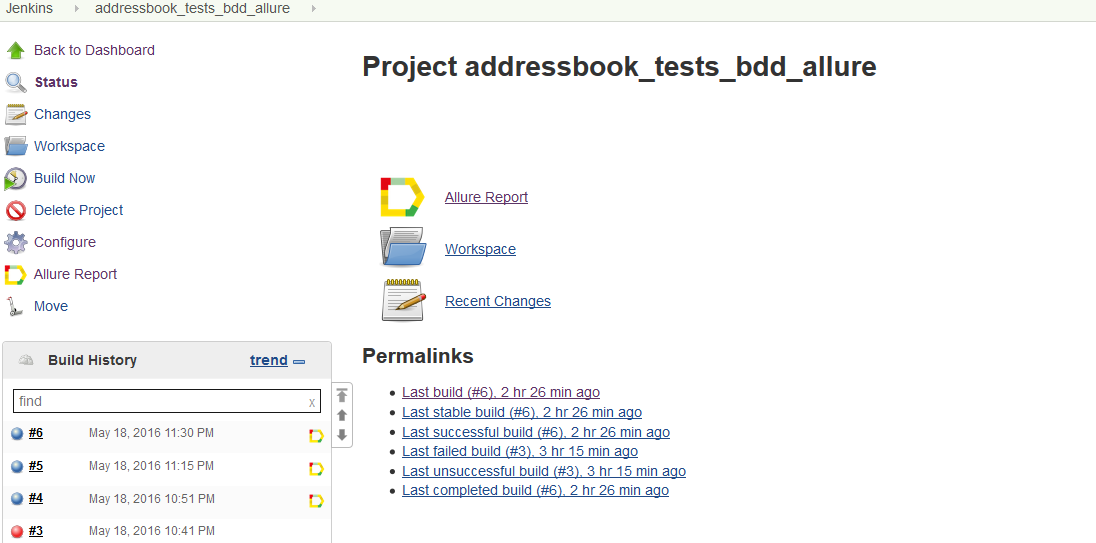 Jenkins addressbook_tests_bdd_allure
Back to Dashboard
Status
Changes
Workspace
Build Now
Delete Project
Configure
Allure Report
Move
Build History trend
find x
#6 May 18, 2016 11:30 PM
#5 May 18, 2016 11:15 PM
#4 May 18, 2016 10:51 PM
#3 May 18, 2016 10:41 PM
Project addressbook_tests_bdd_allure
Allure Report
Workspace
Recent Changes
Permalinks
Last build (#6), 2 hr 26 min ago
Last stable build (#6), 2 hr 26 min ago
Last successful build (#6), 2 hr 26 min ago
Last failed build (#3), 3 hr 15 min ago
Last unsuccessful build (#3), 3 hr 15 min ago
Last completed build (#6), 2 hr 26 min ago